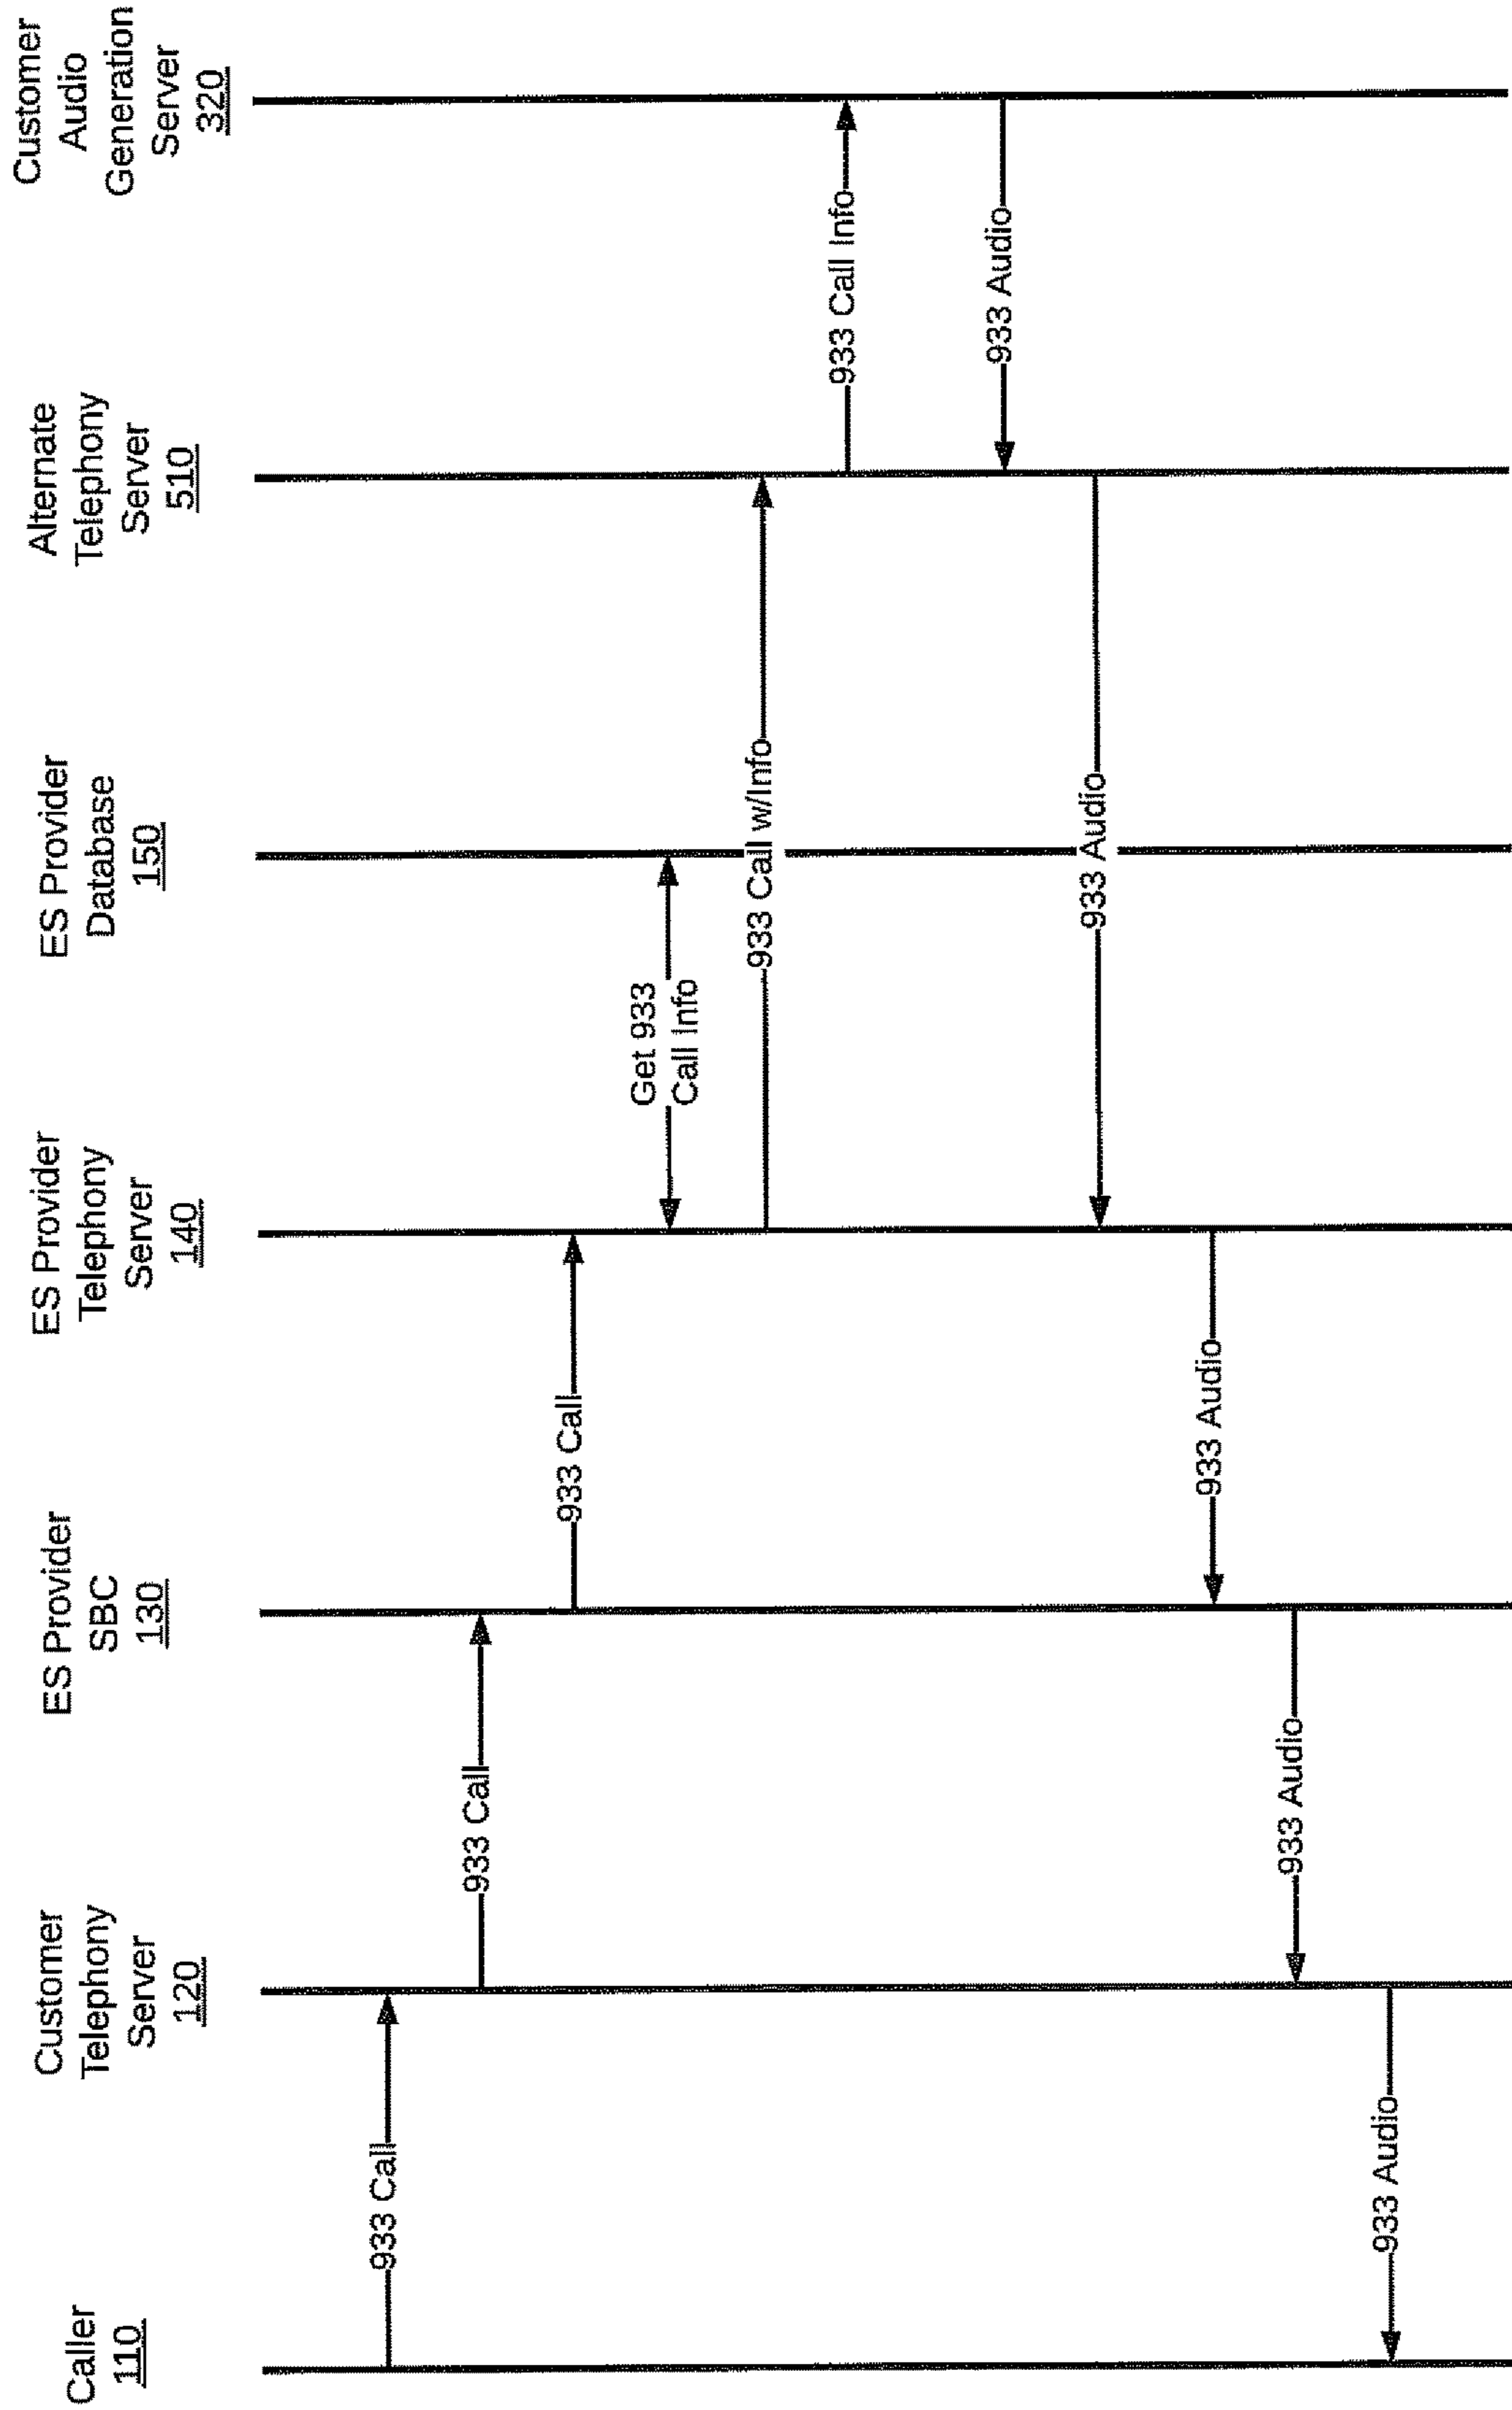 Caller
110
Customer
Telephony
Server
120
ES Provider
SBC
130
ES Provider
Telephony
Server
140
ES Provider
Database
150
Alternate
Telephony
Server
510
Customer
Audio
Generation
Server
320
933 Call
933 Call
933 Call
Get 933
Call Info
933 Call w/Info
933 Call Info
933 Audio
933 Audio
933 Audio
933 Audio
933 Audio